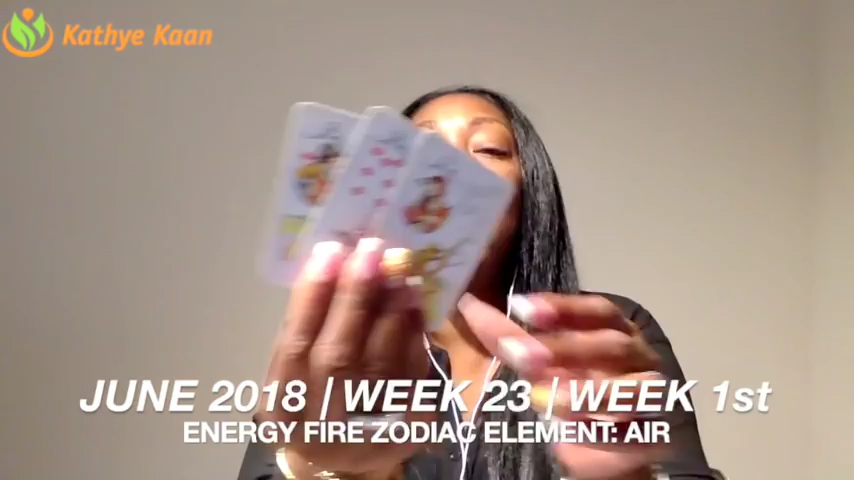 Kathye Kaan
JUNE 2018 | WEEK 23 | WEEK 1st
ENERGY FIRE ZODIAC ELEMENT: AIR